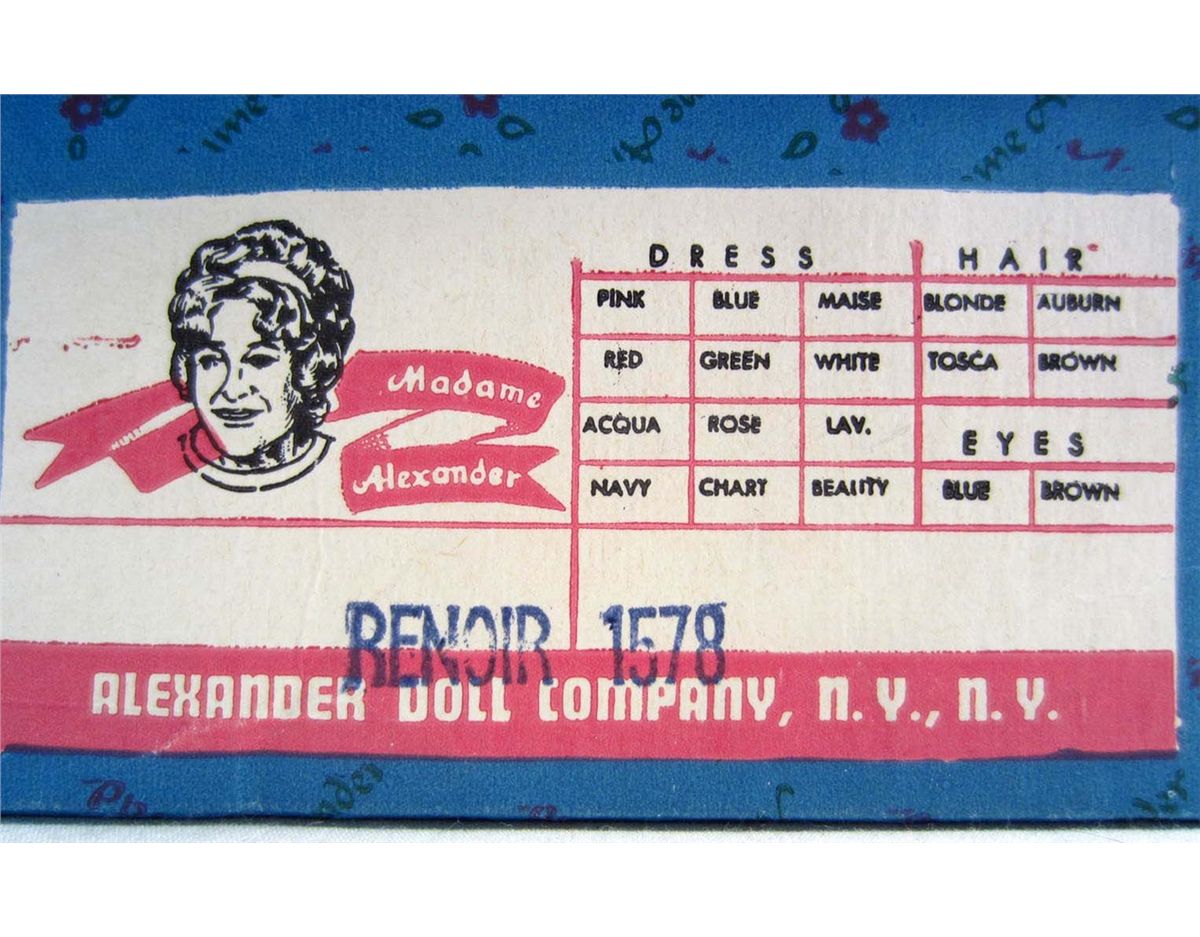 DRESS HAIR
PINK BLUE MAISE BLONDE AUBURN
RED GREEN WHITE TOSCA BROWN
Madame
Alexander
ACQUA ROSE LAV. EYES
NAVY CHART BEAUTY BLUE BROWN
RENOIR 1578
ALEXANDER DOLL COMPANY, N.Y., N.Y.